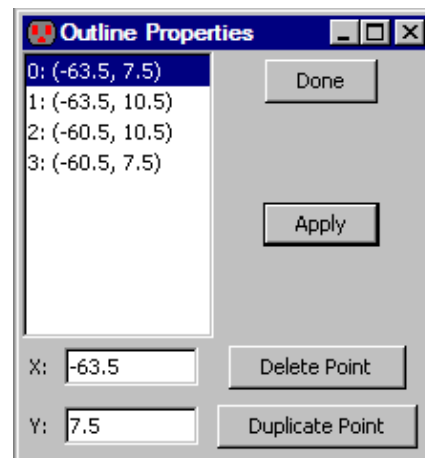 Outline Properties
0: (-63.5, 7.5)
1: (-63.5, 10.5)
2: (-60.5, 10.5)
3: (-60.5, 7.5)
Done
Apply
X: -63.5
Delete Point
Y: 7.5
Duplicate Point